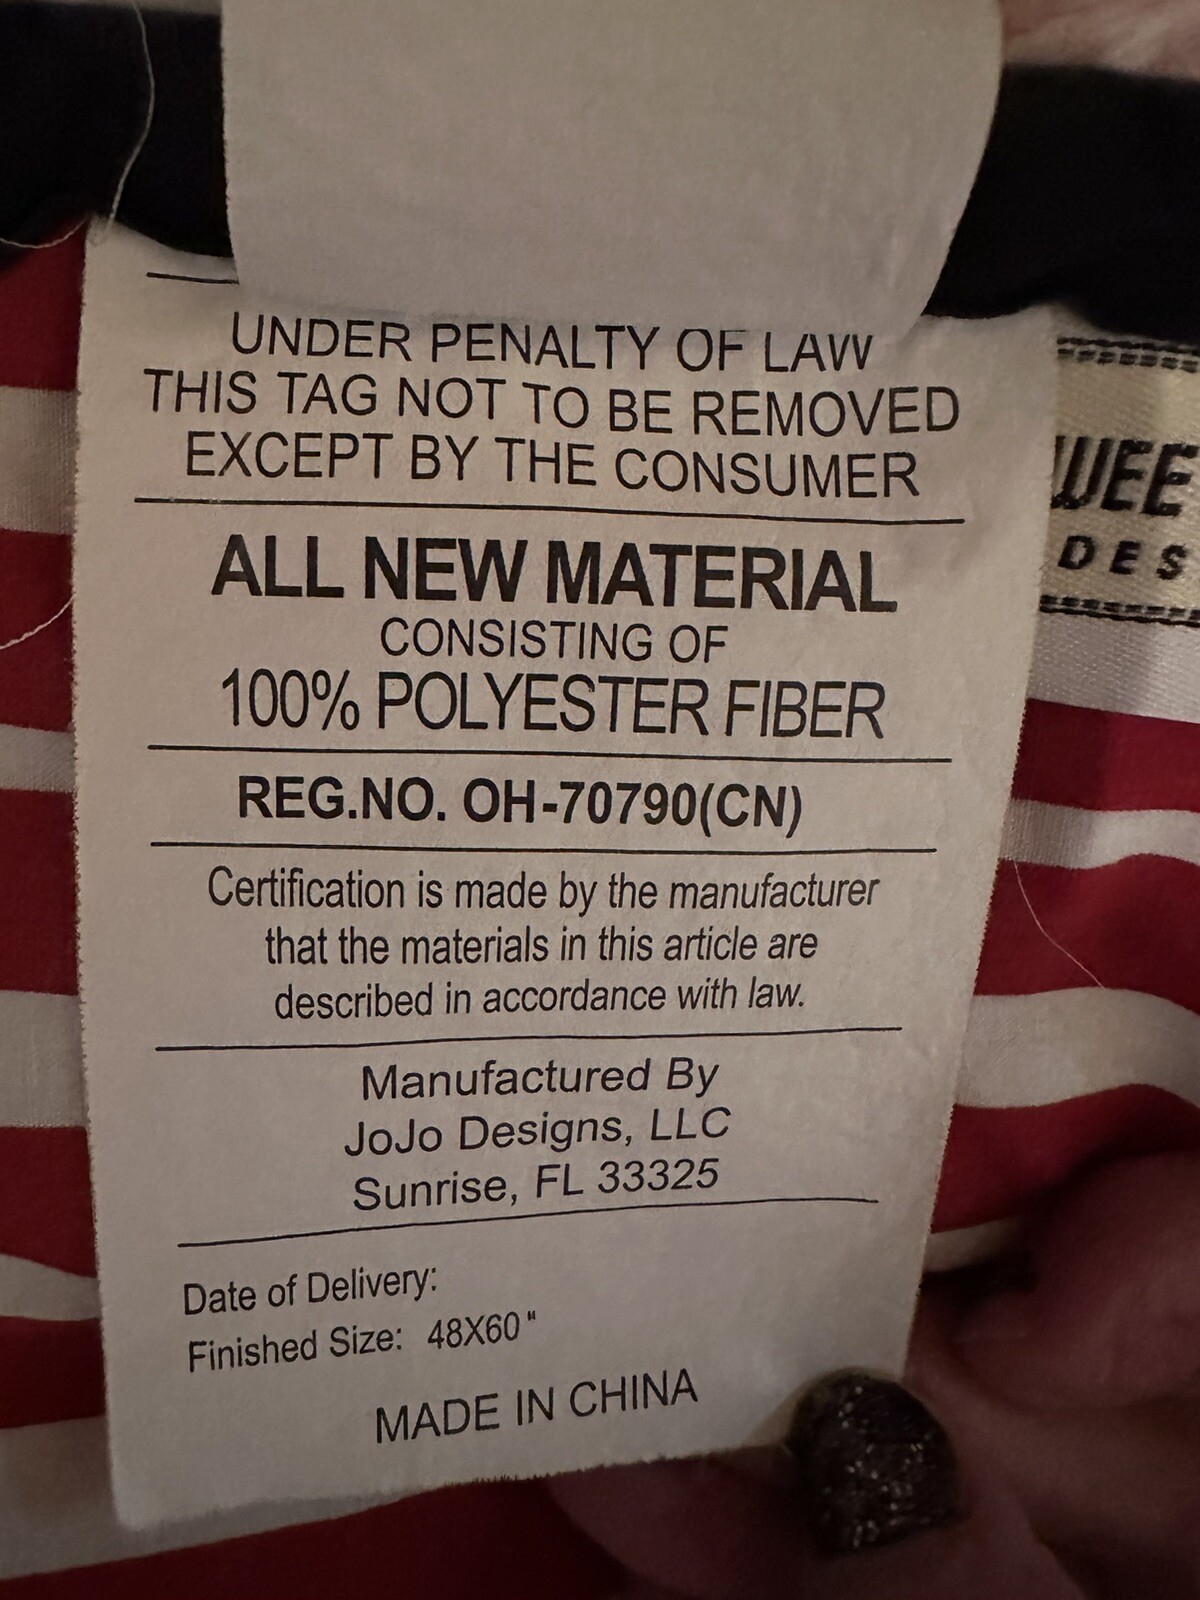 UNDER PENALTY OF LAW
THIS TAG NOT TO BE REMOVED
EXCEPT BY THE CONSUMER
ALL NEW MATERIAL
CONSISTING OF
100% POLYESTER FIBER
REG.NO. OH-70790(CN)
Certification is made by the manufacturer
that the materials in this article are
described in accordance with law.
Manufactured By
JoJo Designs, LLC
Sunrise, FL 33325
Date of Delivery:
Finished Size: 48X60"
MADE IN CHINA
WEE
DES